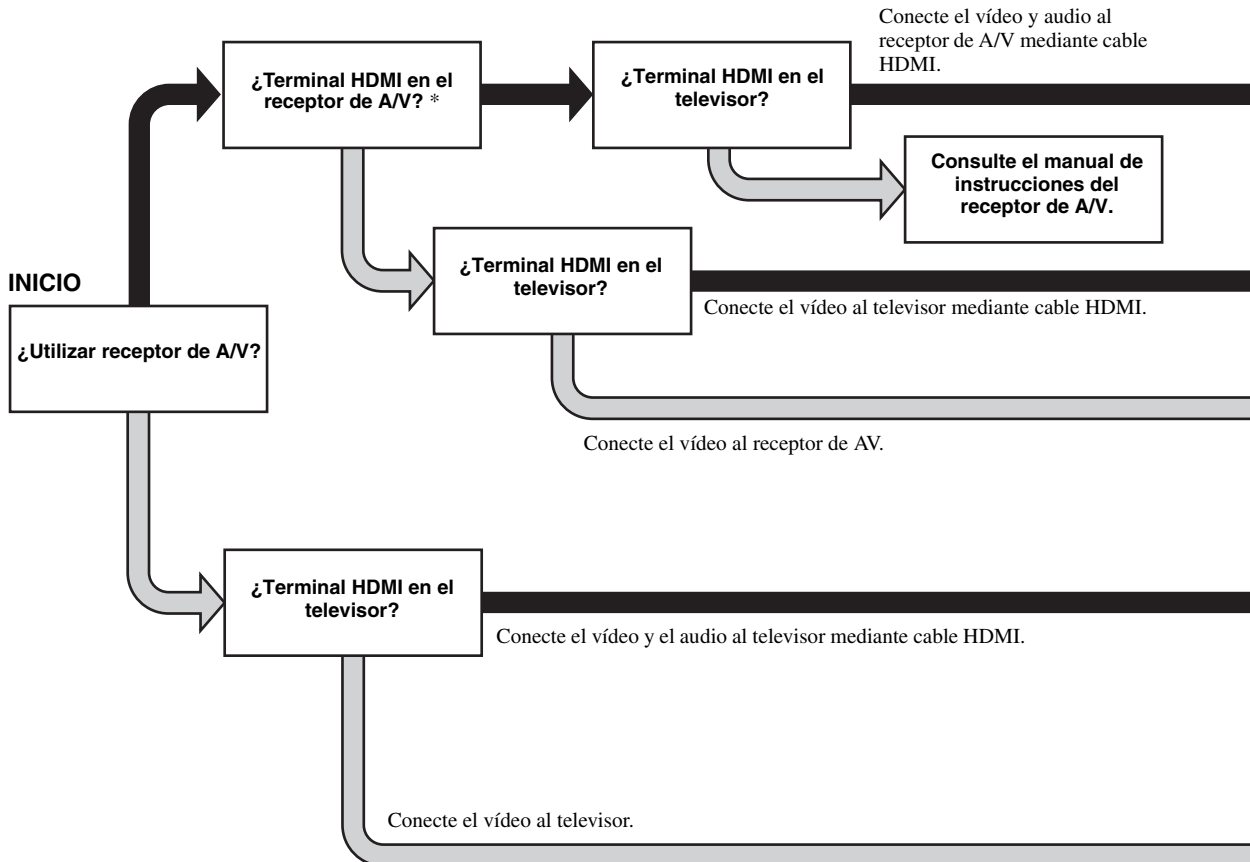 Conecte el vídeo y audio al
receptor de A/V mediante cable
HDMI.
¿Terminal HDMI en el
receptor de A/V? *
¿Terminal HDMI en el
televisor?
Consulte el manual de
instrucciones del
receptor de A/V.
¿Terminal HDMI en el
televisor?
INICIO
Conecte el vídeo al televisor mediante cable HDMI.
¿Utilizar receptor de A/V?
Conecte el vídeo al receptor de AV.
¿Terminal HDMI en el
televisor?
Conecte el vídeo y el audio al televisor mediante cable HDMI.
Conecte el vídeo al televisor.